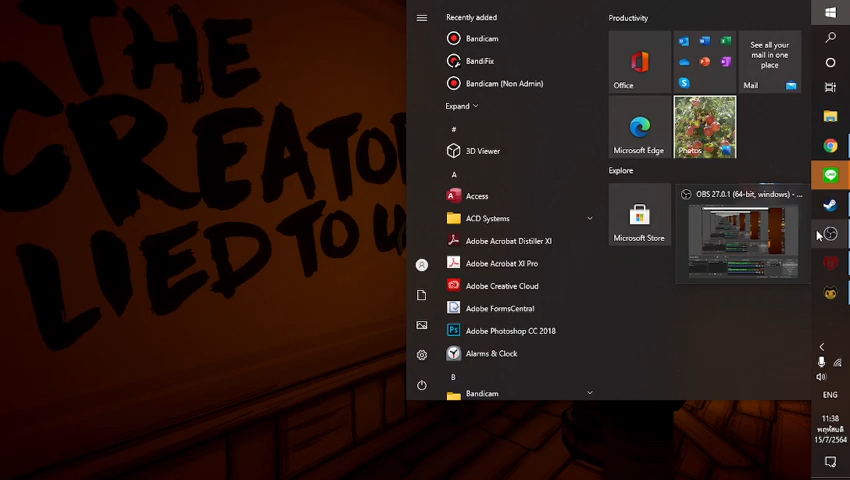 THE
CREATOR
LIED TO U
Recently added
Bandicam
BandiFix
Bandicam (Non Admin)
Expand
#
3D Viewer
A
Access
ACD Systems
Adobe Acrobat Distiller XI
Adobe Acrobat XI Pro
Adobe Creative Cloud
Adobe FormsCentral
Adobe Photoshop CC 2018
Alarms & Clock
B
Bandicam
Productivity
Office
See all your
mail in one
place
Mail
Microsoft Edge
Photos
Explore
Microsoft Store
OBS 27.0.1 (64-bit, windows) - ...
ENG
11:38
พฤหัสบดี
15/7/2564